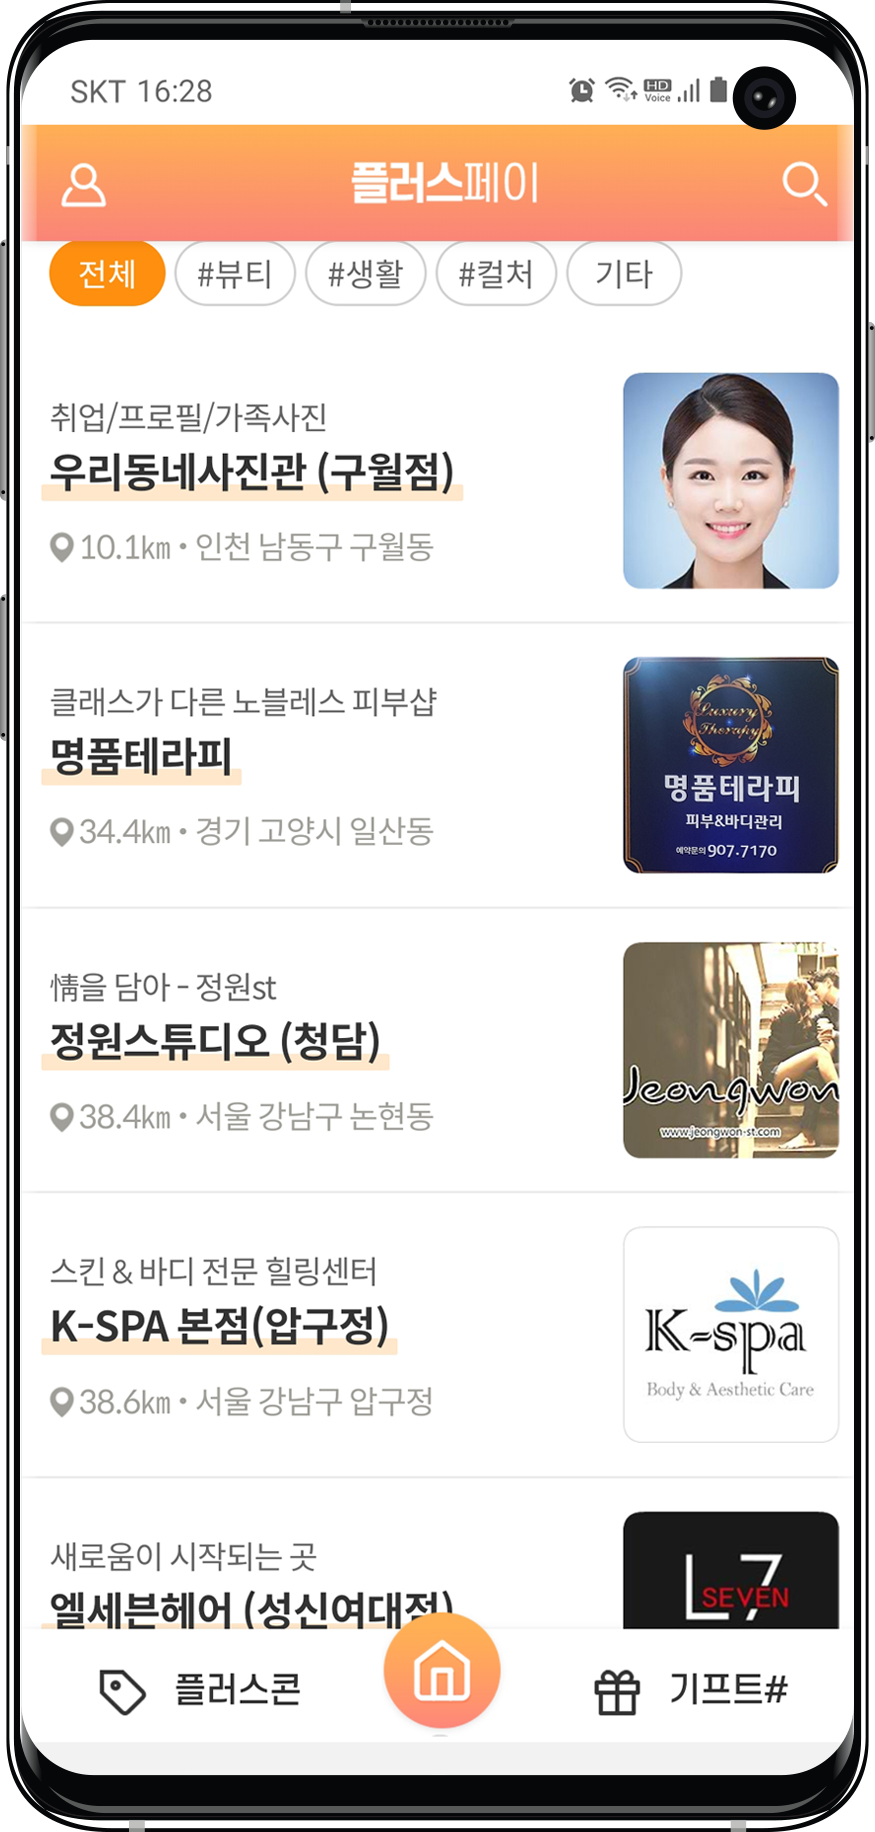 SKT 16:28
HD
Voice
플러스페이
전체 #뷰티 #생활 #컬처 기타
취업/프로필/가족사진
우리동네사진관 (구월점)
10.1㎞ • 인천 남동구 구월동
클래스가 다른 노블레스 피부샵
명품테라피
34.4㎞ • 경기 고양시 일산동
Luxury
Therapy
명품테라피
피부&바디관리
예약문의 907.7170
情을 담아 - 정원st
정원스튜디오 (청담)
38.4㎞ • 서울 강남구 논현동
Jeongwon
www.jeongwon-st.com
스킨 & 바디 전문 힐링센터
K-SPA 본점(압구정)
38.6㎞ • 서울 강남구 압구정
K-spa
Body & Aesthetic Care
새로움이 시작되는 곳
엘세븐헤어 (성신여대점)
L7
SEVEN
플러스콘
기프트#